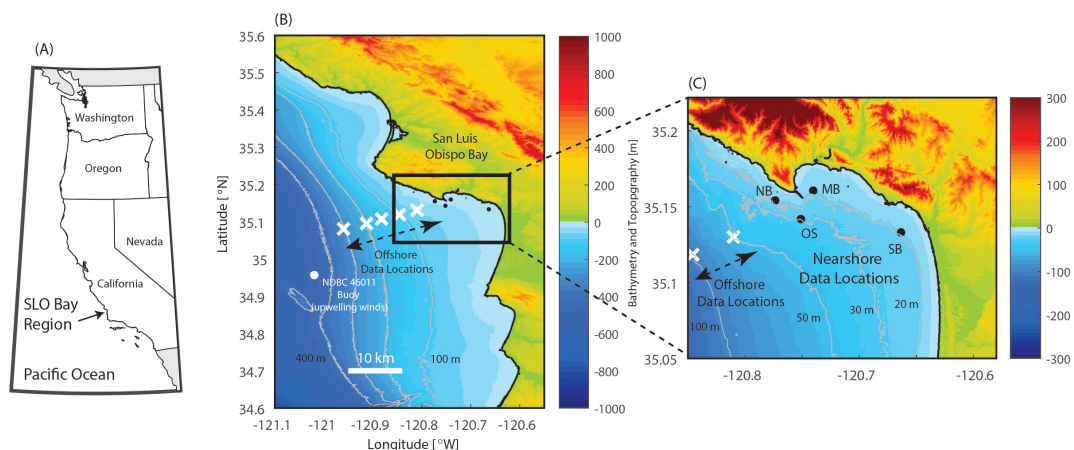 (A)
Washington
Oregon
Nevada
California
SLO Bay
Region
Pacific Ocean
(B)
35.6
35.5
35.4
35.3
35.2
35.1
35
34.9
34.8
34.7
34.6
Latitude [°N]
-121.1
-121
-120.9
-120.8
-120.7
-120.6
Longitude [°W]
San Luis
Obispo Bay
Offshore
Data Locations
NDBC 46011
Buoy
(upwelling winds)
400 m
10 km
100 m
1000
800
600
400
200
0
-200
-400
-600
-800
-1000
Bathymetry and Topography [m]
(C)
35.2
35.15
35.1
35.05
NB
MB
OS
SB
Nearshore
Data Locations
Offshore
Data Locations
100 m
50 m
30 m
20 m
-120.8
-120.7
-120.6
300
200
100
0
-100
-200
-300